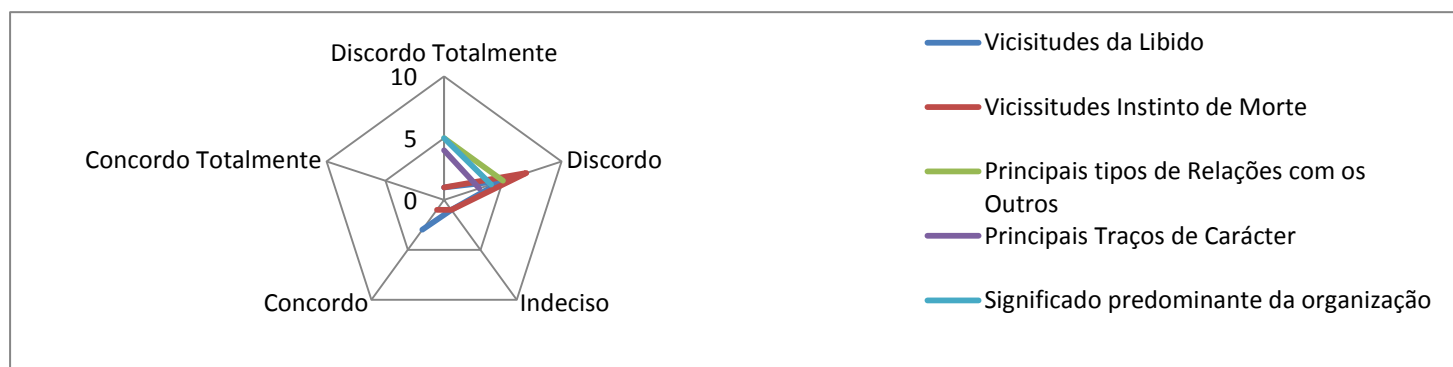 Discordo Totalmente
10
5
0
Discordo
Indeciso
Concordo
Concordo Totalmente
Vicisitudes da Libido
Vicissitudes Instinto de Morte
Principais tipos de Relações com os
Outros
Principais Traços de Carácter
Significado predominante da organização